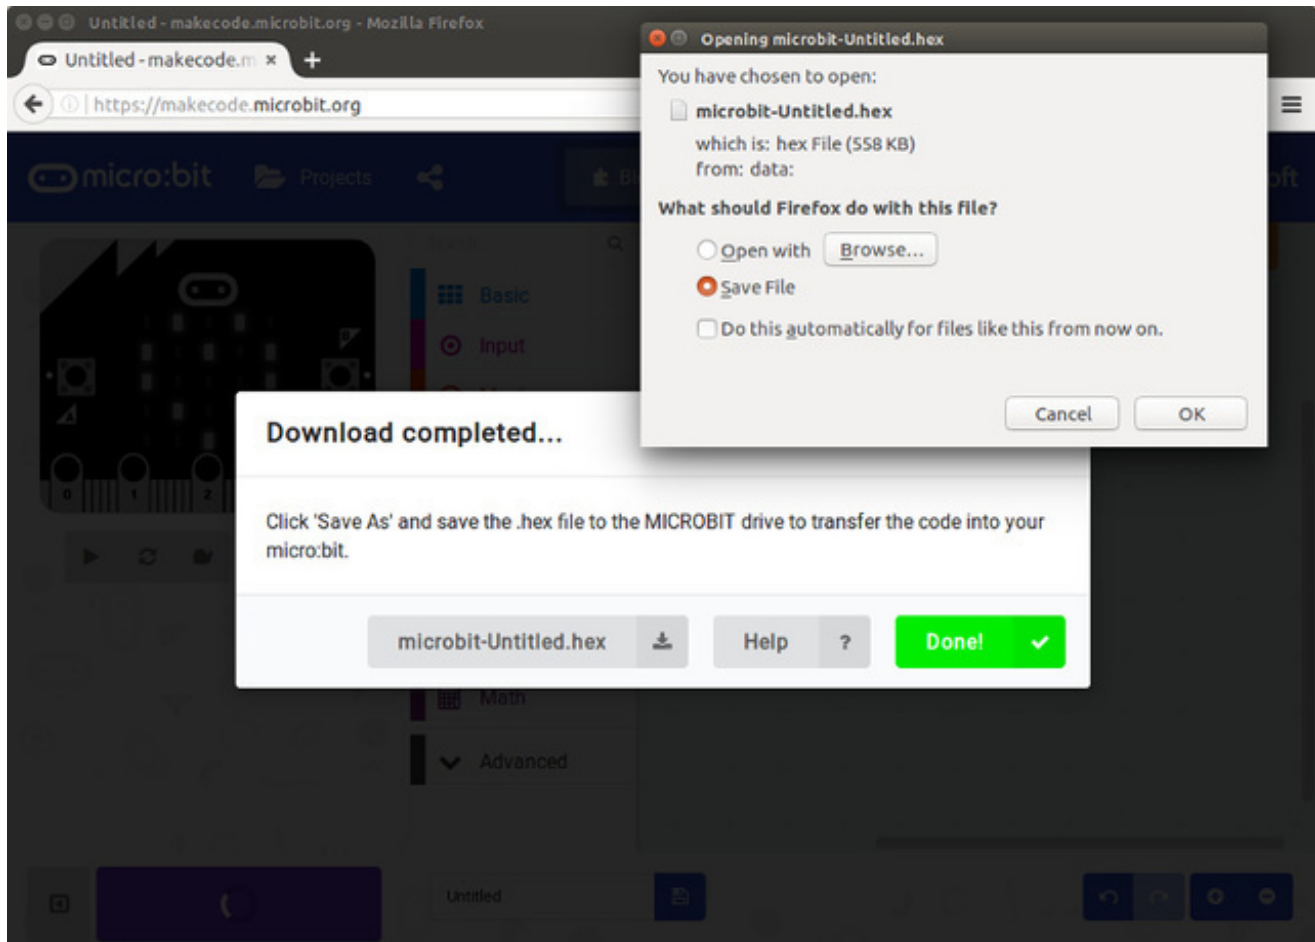 Untitled - makecode.microbit.org - Mozilla Firefox
Untitled - makecode.m
https://makecode.microbit.org
micro:bit
Projects
Search
Basic
Input
0 1 2
Math
Advanced
Untitled
Opening microbit-Untitled.hex
You have chosen to open:
microbit-Untitled.hex
which is: hex File (558 KB)
from: data:
What should Firefox do with this file?
Open with Browse...
Save File
Do this automatically for files like this from now on.
Cancel OK
Download completed...
Click 'Save As' and save the .hex file to the MICROBIT drive to transfer the code into your
micro:bit.
microbit-Untitled.hex Help ? Done!